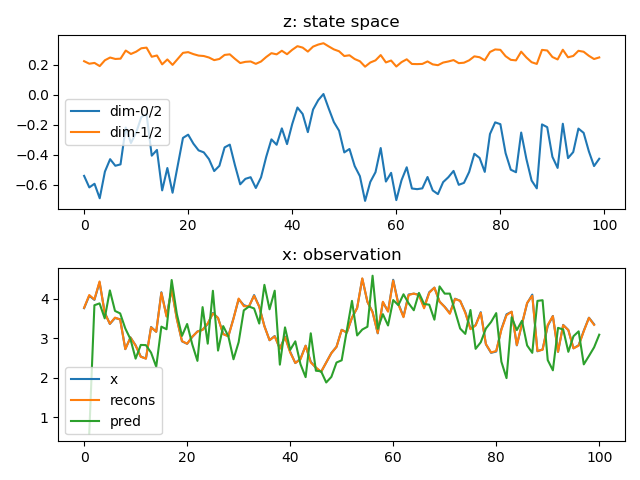 z: state space
0.2
0.0
−0.2
−0.4
−0.6
dim-0/2
dim-1/2
0 20 40 60 80 100
x: observation
4
3
2
1
x
recons
pred
0 20 40 60 80 100